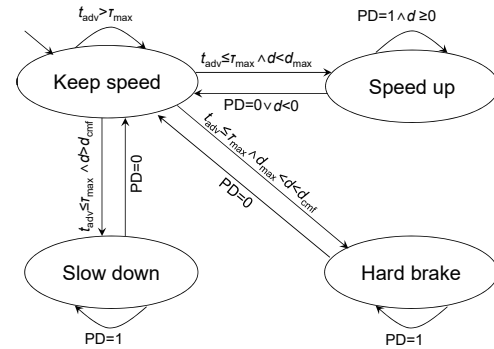 t_adv>τ_max
PD=1 ∧ d ≥0
Keep speed
t_adv≤τ_max ∧ d<d_max
Speed up
PD=0 ∨ d<0
t_adv≤τ_max ∧ d>d_cmf
PD=0
t_adv≤τ_max ∧ d_max<d<d_cmf
PD=0
Slow down
Hard brake
PD=1
PD=1